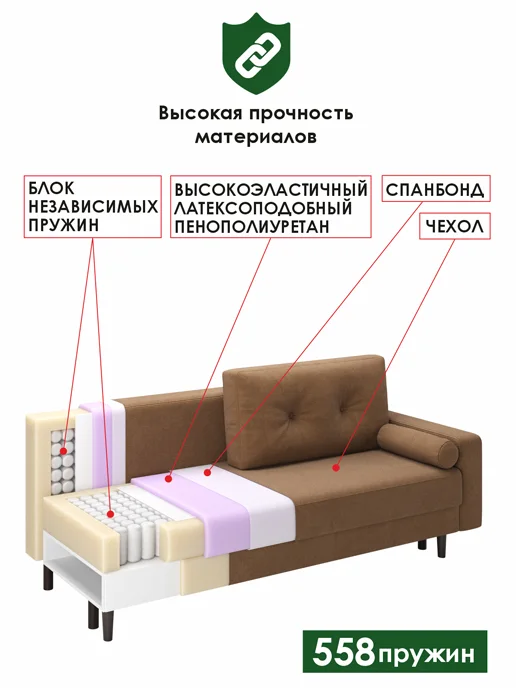 Высокая прочность
материалов
БЛОК
НЕЗАВИСИМЫХ
ПРУЖИН
ВЫСОКОЭЛАСТИЧНЫЙ
ЛАТЕКСОПОДОБНЫЙ
ПЕНОПОЛИУРЕТАН
СПАНБОНД
ЧЕХОЛ
558 пружин